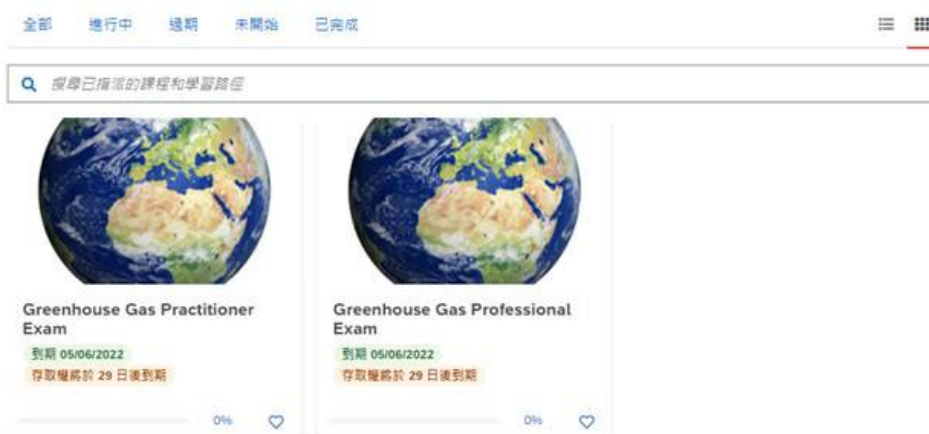 全部 進行中 過期 未開始 已完成
搜尋已指派的課程和學習路徑
Greenhouse Gas Practitioner
Exam
到期 05/06/2022
存取權將於 29 日後到期
0%
Greenhouse Gas Professional
Exam
到期 05/06/2022
存取權將於 29 日後到期
0%